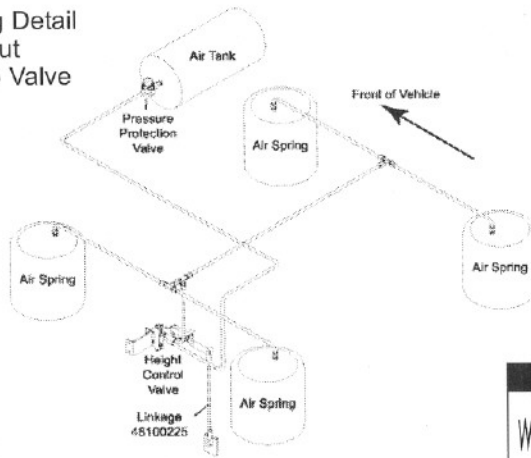 g Detail
ut
Valve
Air Tank
Pressure
Protection
Valve
Front of Vehicle
Air Spring
Air Spring
Air Spring
Height
Control
Valve
Air Spring
Linkage
48100225
W